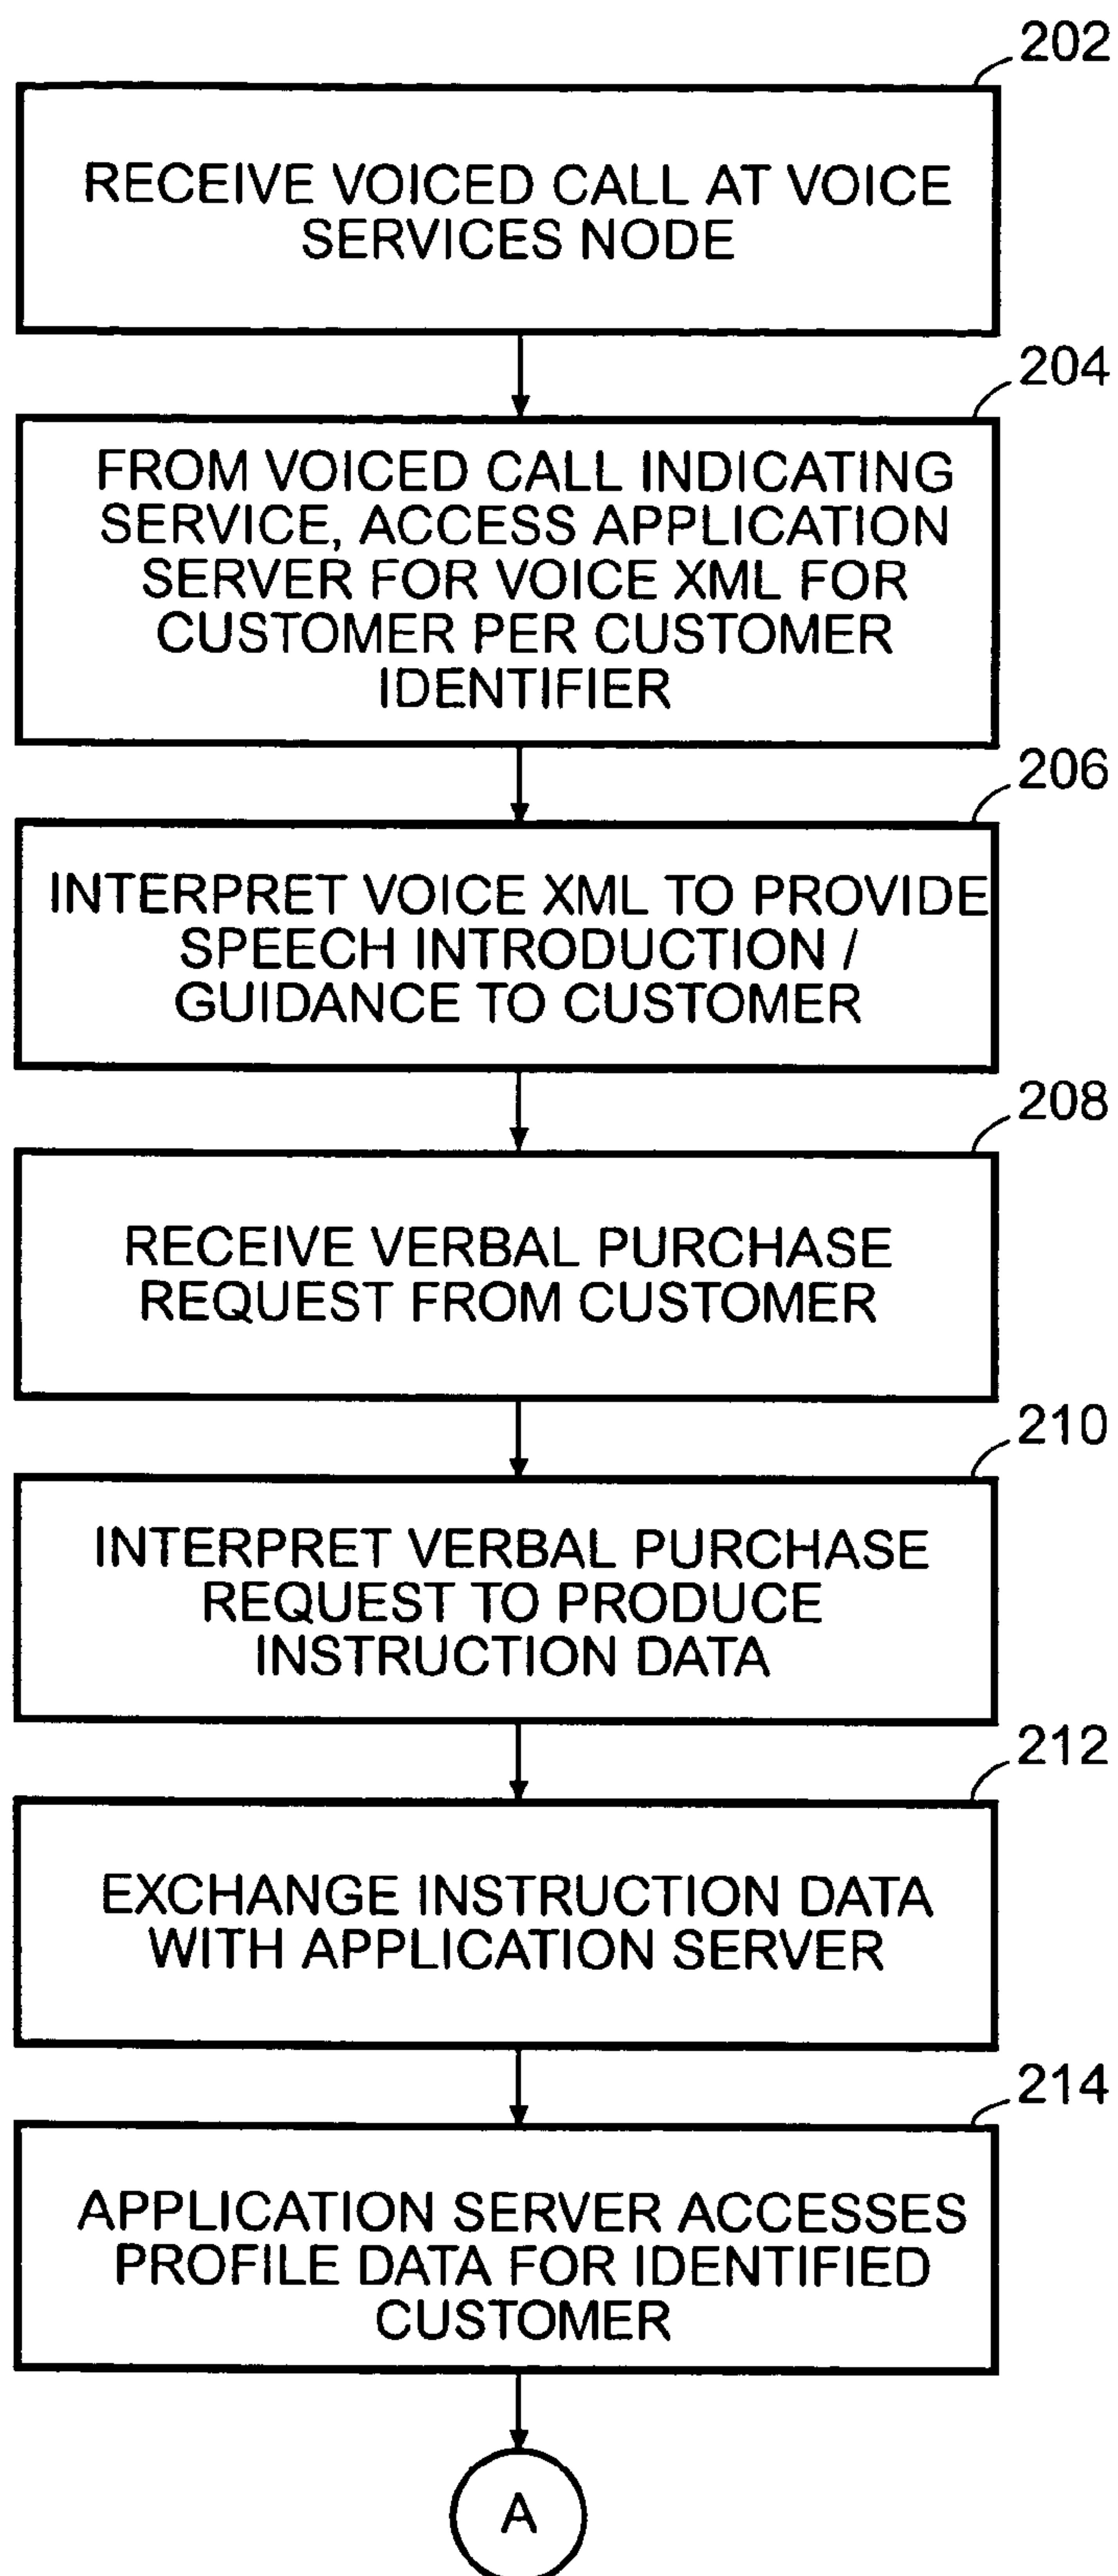 202
RECEIVE VOICED CALL AT VOICE
SERVICES NODE
204
FROM VOICED CALL INDICATING
SERVICE, ACCESS APPLICATION
SERVER FOR VOICE XML FOR
CUSTOMER PER CUSTOMER
IDENTIFIER
206
INTERPRET VOICE XML TO PROVIDE
SPEECH INTRODUCTION /
GUIDANCE TO CUSTOMER
208
RECEIVE VERBAL PURCHASE
REQUEST FROM CUSTOMER
210
INTERPRET VERBAL PURCHASE
REQUEST TO PRODUCE
INSTRUCTION DATA
212
EXCHANGE INSTRUCTION DATA
WITH APPLICATION SERVER
214
APPLICATION SERVER ACCESSES
PROFILE DATA FOR IDENTIFIED
CUSTOMER
A